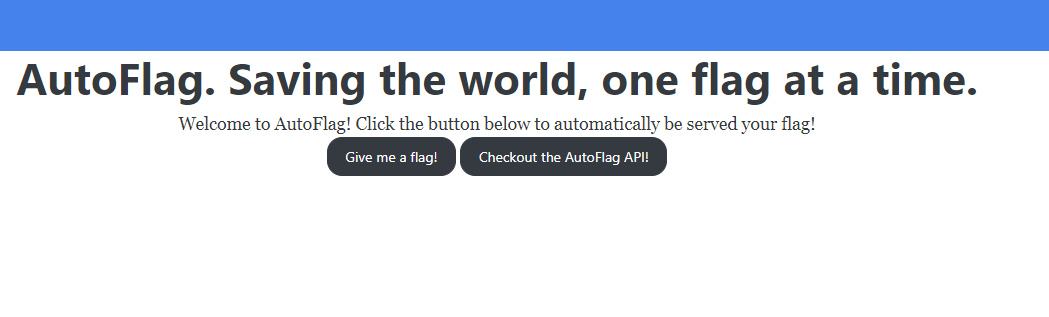 AutoFlag. Saving the world, one flag at a time.
Welcome to AutoFlag! Click the button below to automatically be served your flag!
Give me a flag! Checkout the AutoFlag API!